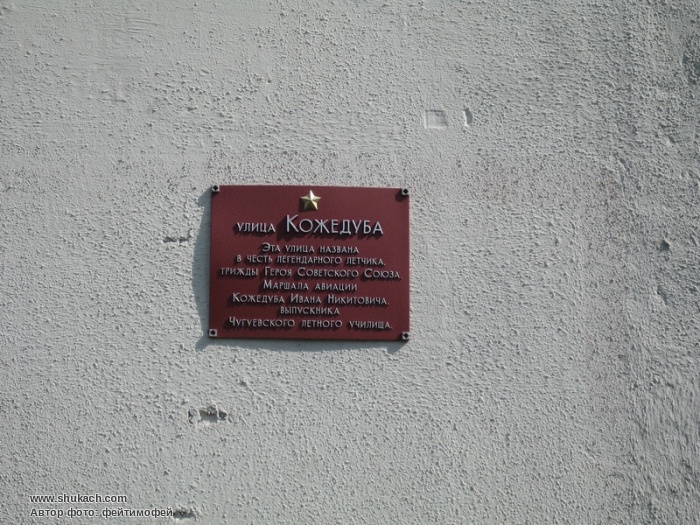 улица Кожедуба
Эта улица названа
в честь легендарного летчика,
трижды Героя Советского Союза,
Маршала авиации
Кожедуба Ивана Никитовича,
выпускника
Чугуевского летного училища.
www.shukach.com
Автор фото: фейтимофей